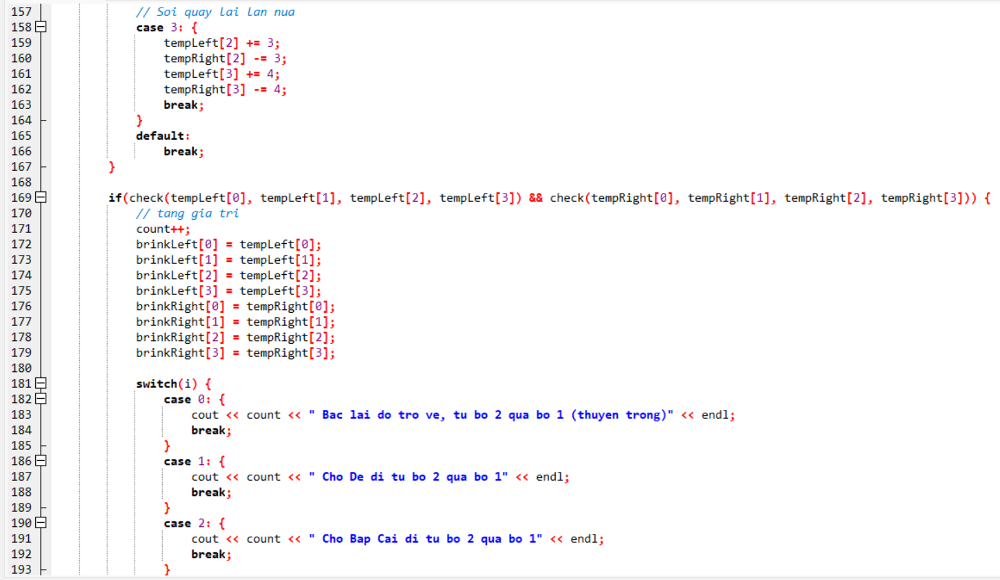 157 // Soi quay lai lan nua
158 case 3: {
159 tempLeft[2] += 3;
160 tempRight[2] -= 3;
161 tempLeft[3] += 4;
162 tempRight[3] -= 4;
163 break;
164 }
165 default:
166 break;
167 }
168
169 if(check(tempLeft[0], tempLeft[1], tempLeft[2], tempLeft[3]) && check(tempRight[0], tempRight[1], tempRight[2], tempRight[3])) {
170 // tang gia tri
171 count++;
172 brinkLeft[0] = tempLeft[0];
173 brinkLeft[1] = tempLeft[1];
174 brinkLeft[2] = tempLeft[2];
175 brinkLeft[3] = tempLeft[3];
176 brinkRight[0] = tempRight[0];
177 brinkRight[1] = tempRight[1];
178 brinkRight[2] = tempRight[2];
179 brinkRight[3] = tempRight[3];
180
181 switch(i) {
182 case 0: {
183 cout << count << " Bac lai do tro ve, tu bo 2 qua bo 1 (thuyen trong)" << endl;
184 break;
185 }
186 case 1: {
187 cout << count << " Cho De di tu bo 2 qua bo 1" << endl;
188 break;
189 }
190 case 2: {
191 cout << count << " Cho Bap Cai di tu bo 2 qua bo 1" << endl;
192 break;
193 }